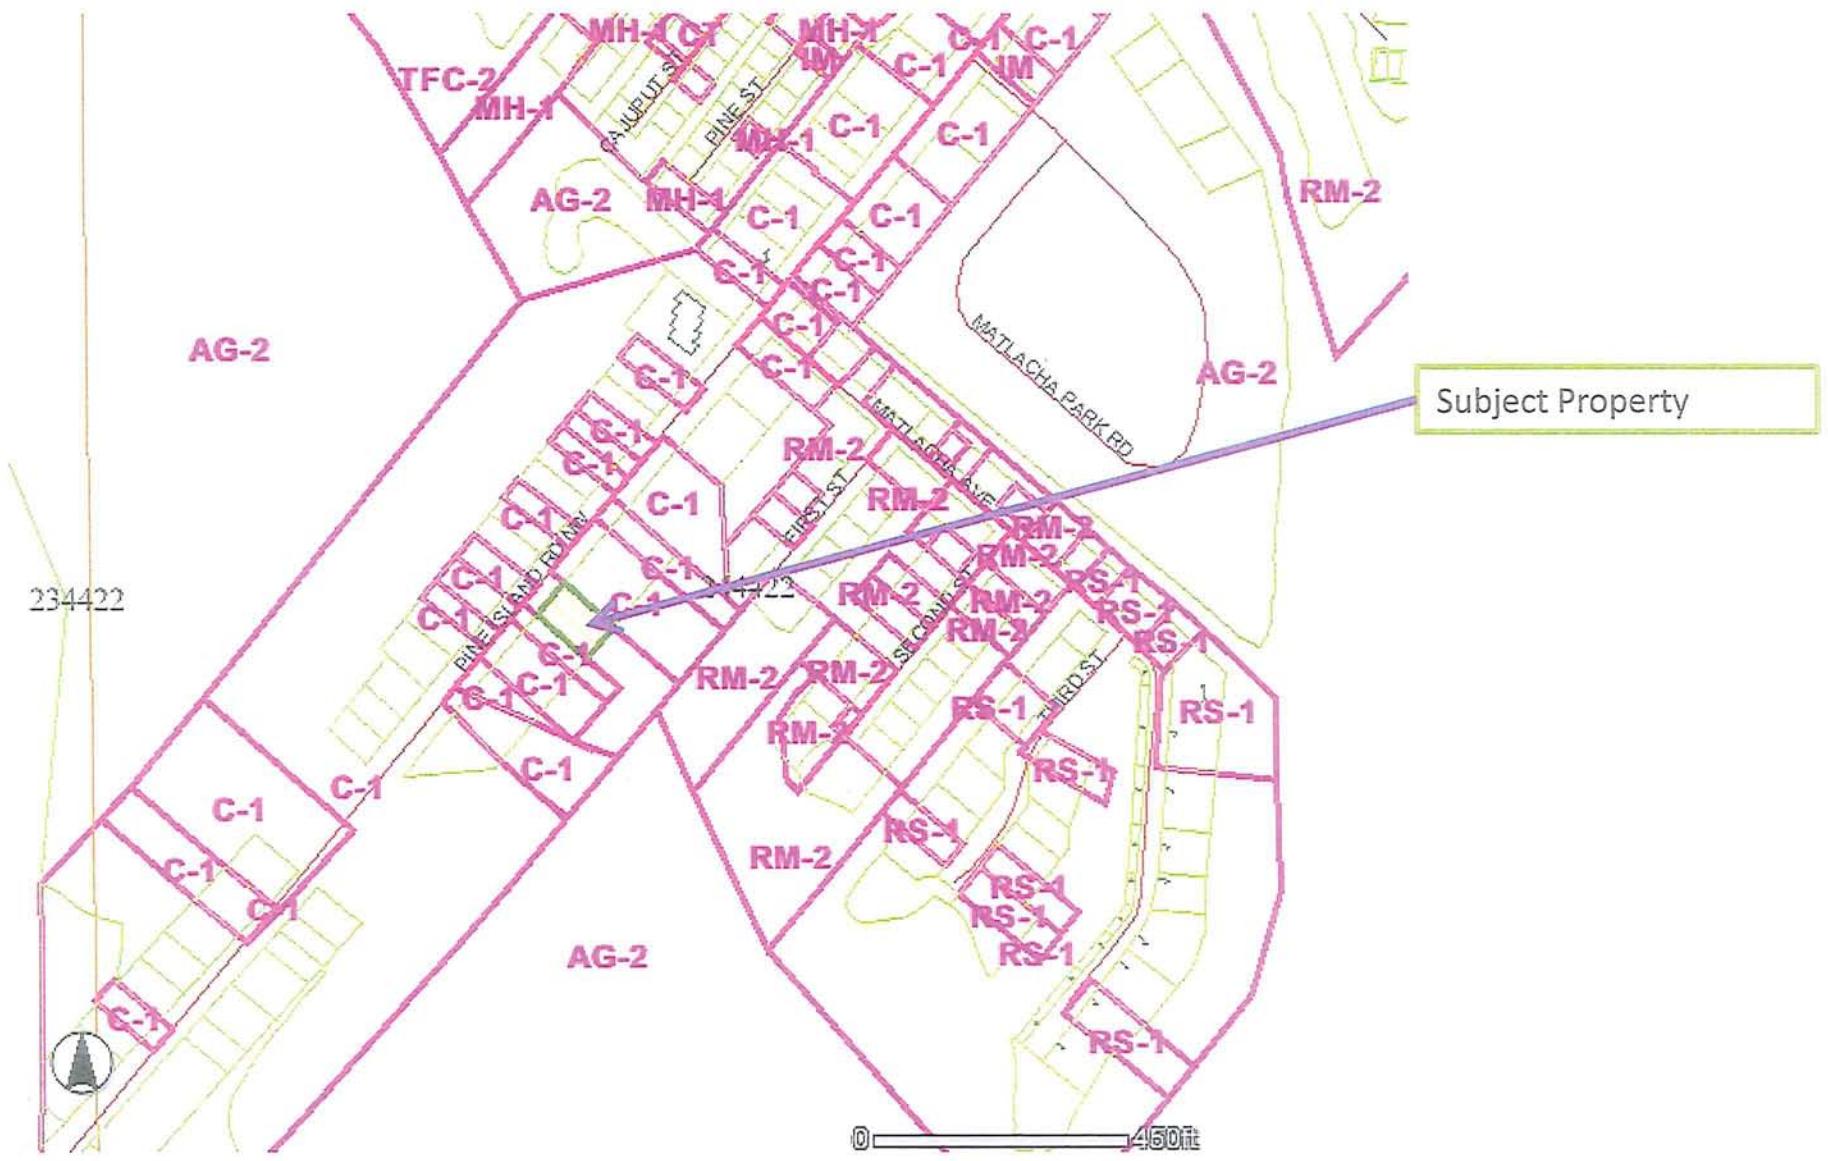 MH-1
C-1
MH-1
IM
C-1
C-1
C-1
IM
TFC-2
MH-1
CAJUPUT ST
PINE ST
MH-1
C-1
C-1
AG-2
MH-1
C-1
C-1
RM-2
C-1
C-1
C-1
C-1
C-1
AG-2
MATLACHA PARK RD
AG-2
Subject Property
C-1
C-1
C-1
C-1
C-1
RM-2
MATLACHA AVE
RM-2
FIRST ST
RM-2
RM-2
RS-1
RS-1
RS-1
234422
C-1
C-1
PINE ISLAND RD NW
C-1
C-1
234422
RM-2
SECOND ST
RM-2
RM-2
C-1
C-1
C-1
RM-2
RM-2
RM-2
RS-1
THIRD ST
RS-1
C-1
C-1
C-1
C-1
RS-1
RM-2
RS-1
C-1
RS-1
RS-1
RS-1
AG-2
C-1
RS-1
0
450ft